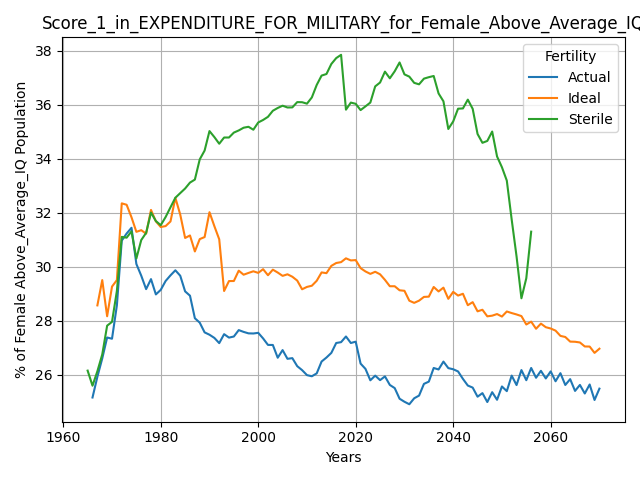 Score_1_in_EXPENDITURE_FOR_MILITARY_for_Female_Above_Average_IQ
38
36
34
32
30
28
26
% of Female Above_Average_IQ Population
Fertility
Actual
Ideal
Sterile
1960
1980
2000
2020
2040
2060
Years